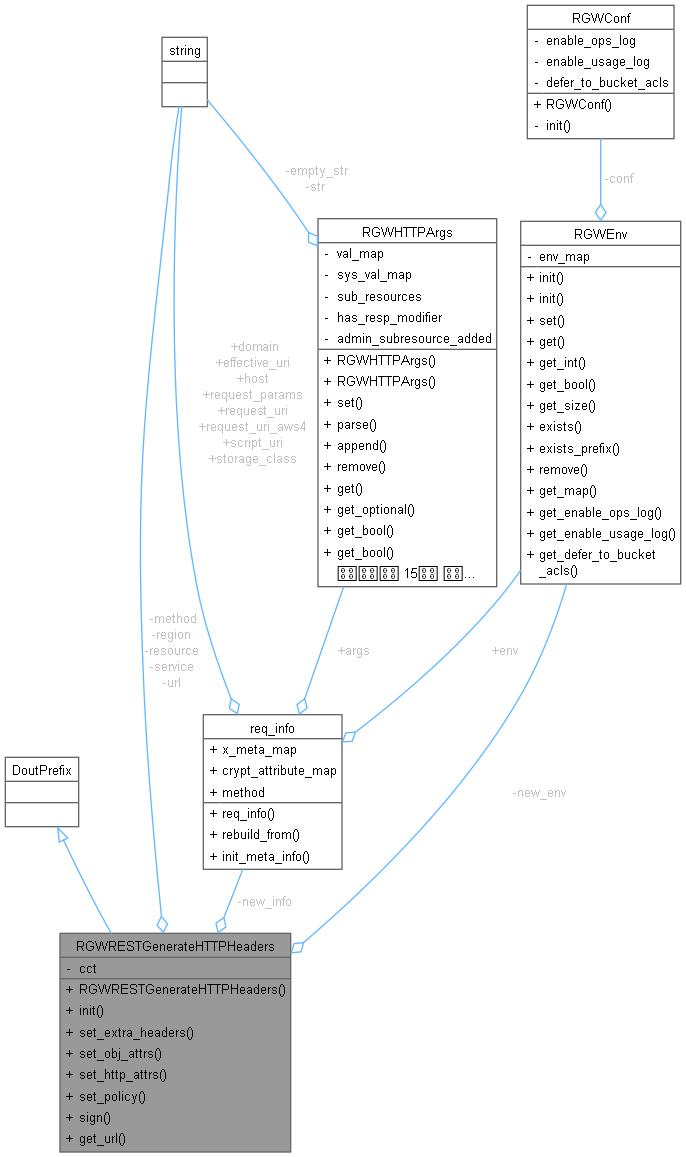 RGWConf
- enable_ops_log
- enable_usage_log
- defer_to_bucket_acls
+ RGWConf()
- init()
string
-empty_str
-str
-conf
RGWHTTPArgs
- val_map
- sys_val_map
- sub_resources
- has_resp_modifier
- admin_subresource_added
+ RGWHTTPArgs()
+ RGWHTTPArgs()
+ set()
+ parse()
+ append()
+ remove()
+ get()
+ get_optional()
+ get_bool()
+ get_bool()
15
...
RGWEnv
- env_map
+ init()
+ init()
+ set()
+ get()
+ get_int()
+ get_bool()
+ get_size()
+ exists()
+ exists_prefix()
+ remove()
+ get_map()
+ get_enable_ops_log()
+ get_enable_usage_log()
+ get_defer_to_bucket
_acls()
+domain
+effective_uri
+host
+request_params
+request_uri
+request_uri_aws4
+script_uri
+storage_class
-method
-region
-resource
-service
-url
+args
+env
req_info
+ x_meta_map
+ crypt_attribute_map
+ method
+ req_info()
+ rebuild_from()
+ init_meta_info()
DoutPrefix
-new_env
-new_info
RGWRESTGenerateHTTPHeaders
- cct
+ RGWRESTGenerateHTTPHeaders()
+ init()
+ set_extra_headers()
+ set_obj_attrs()
+ set_http_attrs()
+ set_policy()
+ sign()
+ get_url()